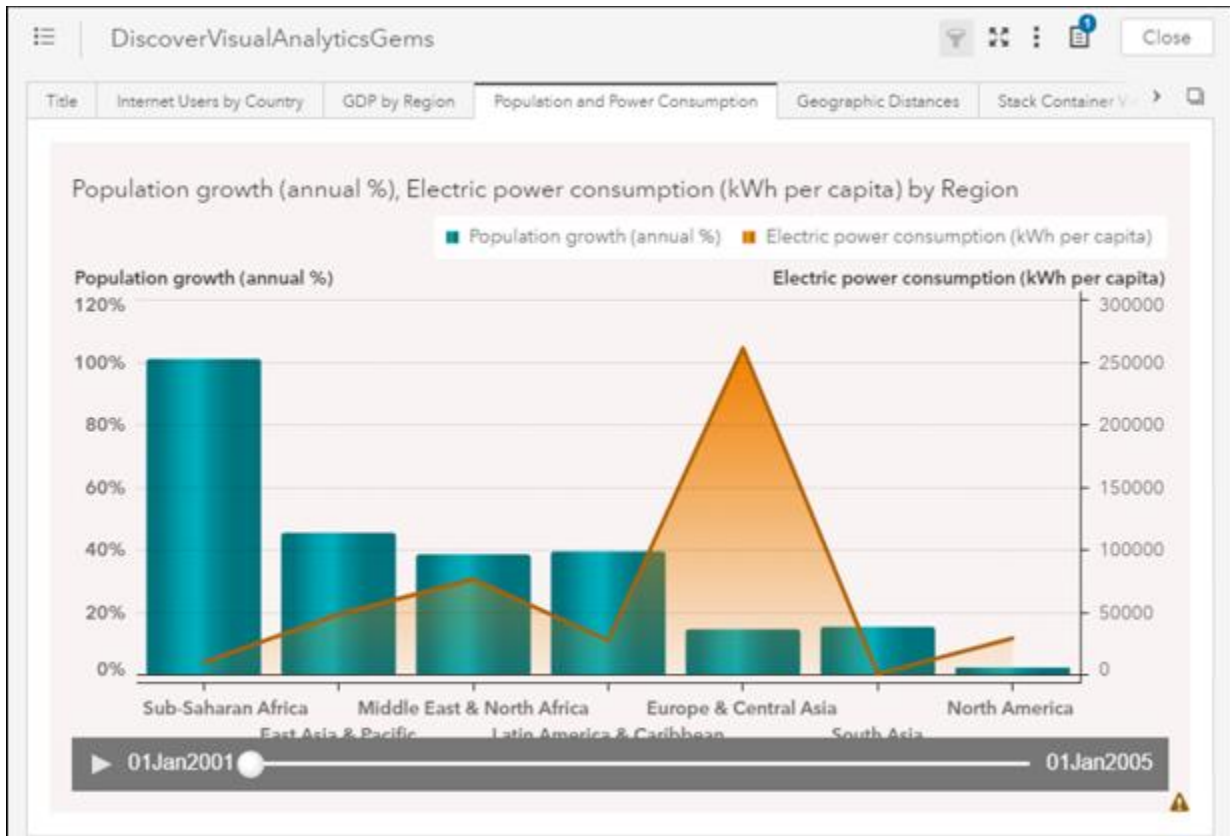 DiscoverVisualAnalyticsGems
1
Close
Title
Internet Users by Country
GDP by Region
Population and Power Consumption
Geographic Distances
Stack Container
Population growth (annual %), Electric power consumption (kWh per capita) by Region
Population growth (annual %)
Electric power consumption (kWh per capita)
Population growth (annual %)
Electric power consumption (kWh per capita)
120%
100%
80%
60%
40%
20%
0%
300000
250000
200000
150000
100000
50000
0
Sub-Saharan Africa
Middle East & North Africa
Europe & Central Asia
North America
East Asia & Pacific
Latin America & Caribbean
South Asia
01Jan2001
01Jan2005